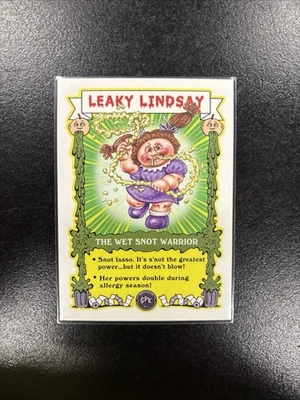 LEAKY LINDSAY
THE WET SNOT WARRIOR
• Snot lasso. It's s'not the greatest
power...but it doesn't blow!
• Her powers double during
allergy season!
GPK